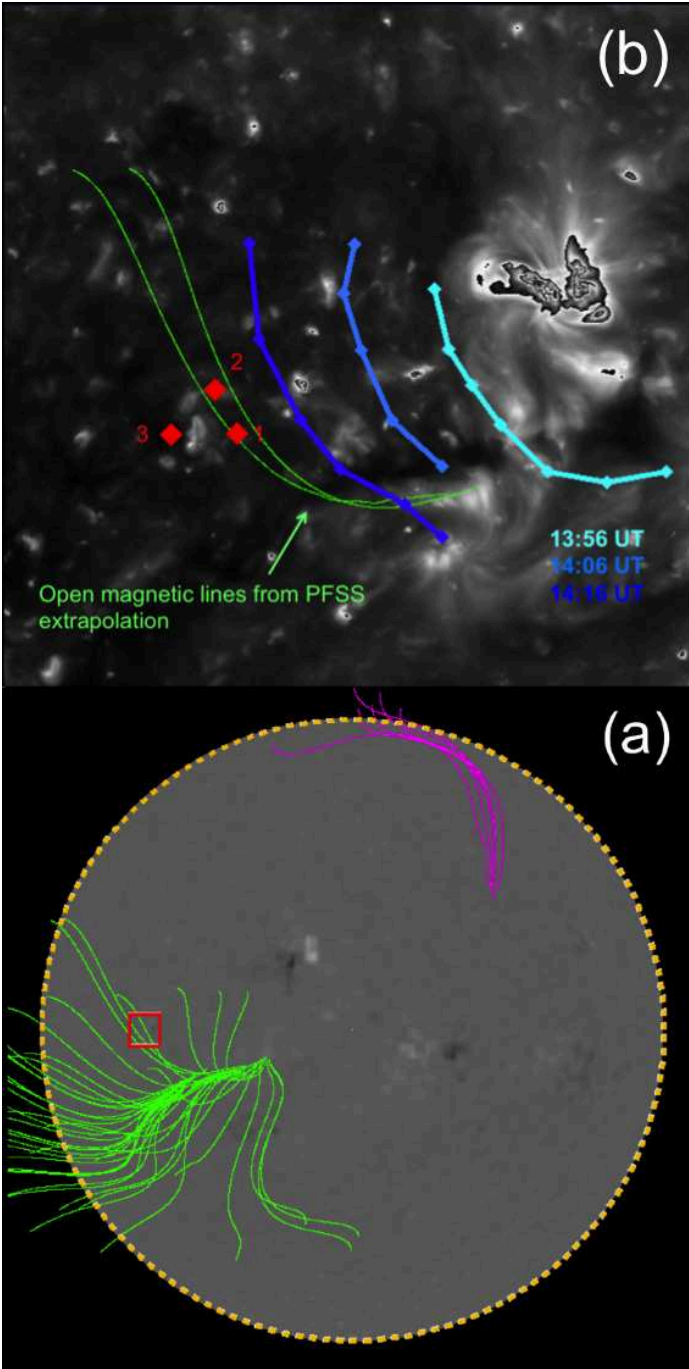 (b)
2
3
1
13:56 UT
14:06 UT
14:16 UT
Open magnetic lines from PFSS
extrapolation
(a)